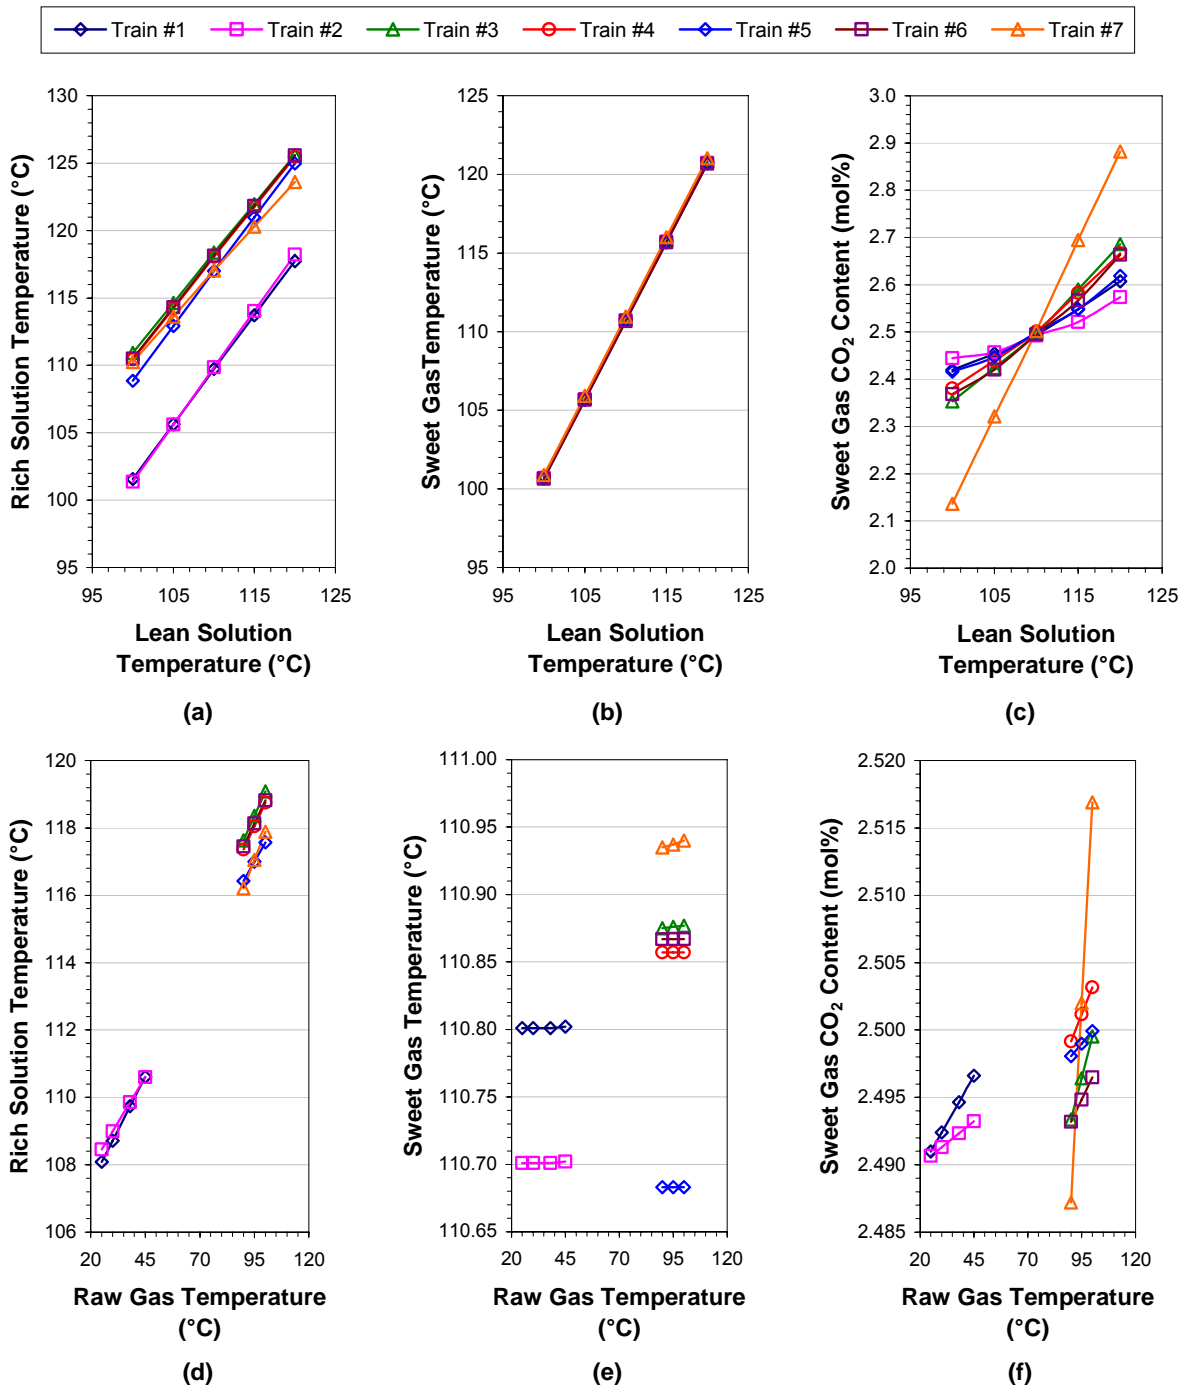 Train #1 Train #2 Train #3 Train #4 Train #5 Train #6 Train #7
Rich Solution Temperature (°C)
130
125
120
115
110
105
100
95
95 105 115 125
Lean Solution
Temperature (°C)
(a)
Sweet GasTemperature (°C)
125
120
115
110
105
100
95
95 105 115 125
Lean Solution
Temperature (°C)
(b)
Sweet Gas CO₂ Content (mol%)
3.0
2.9
2.8
2.7
2.6
2.5
2.4
2.3
2.2
2.1
2.0
95 105 115 125
Lean Solution
Temperature (°C)
(c)
Rich Solution Temperature (°C)
120
118
116
114
112
110
108
106
20 45 70 95 120
Raw Gas Temperature
(°C)
(d)
Sweet Gas Temperature (°C)
111.00
110.95
110.90
110.85
110.80
110.75
110.70
110.65
20 45 70 95 120
Raw Gas Temperature
(°C)
(e)
Sweet Gas CO₂ Content (mol%)
2.520
2.515
2.510
2.505
2.500
2.495
2.490
2.485
20 45 70 95 120
Raw Gas Temperature
(°C)
(f)